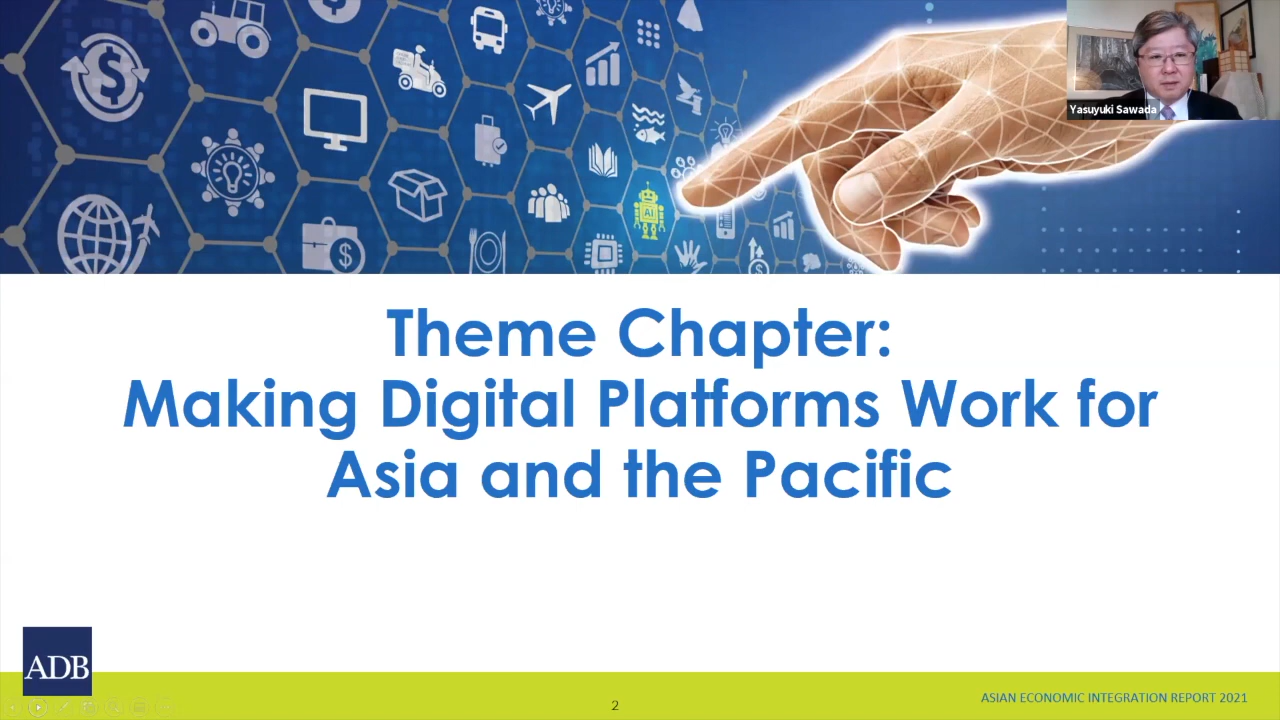 Yasuyuki Sawada
AI
Theme Chapter:
Making Digital Platforms Work for
Asia and the Pacific
ADB
2
ASIAN ECONOMIC INTEGRATION REPORT 2021